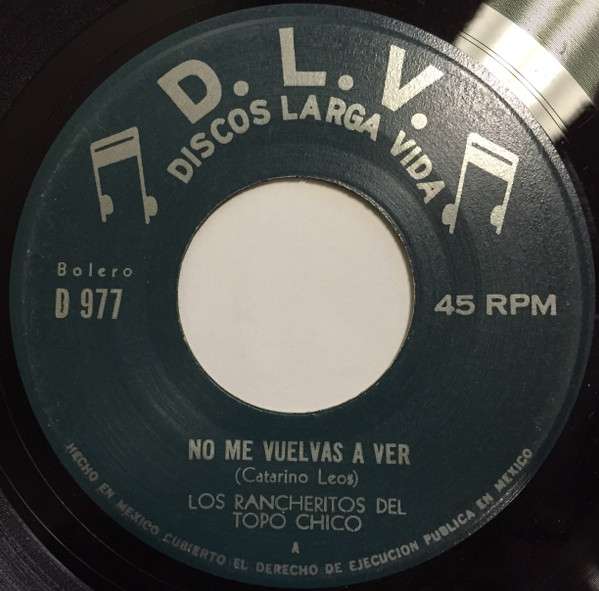 D. L. V.
DISCOS LARGA VIDA
Bolero
D 977
45 RPM
NO ME VUELVAS A VER
(Catarino Leos)
LOS RANCHERITOS DEL
TOPO CHICO
A
HECHO EN MEXICO CUBIERTO EL DERECHO DE EJECUCION PUBLICA EN MEXICO